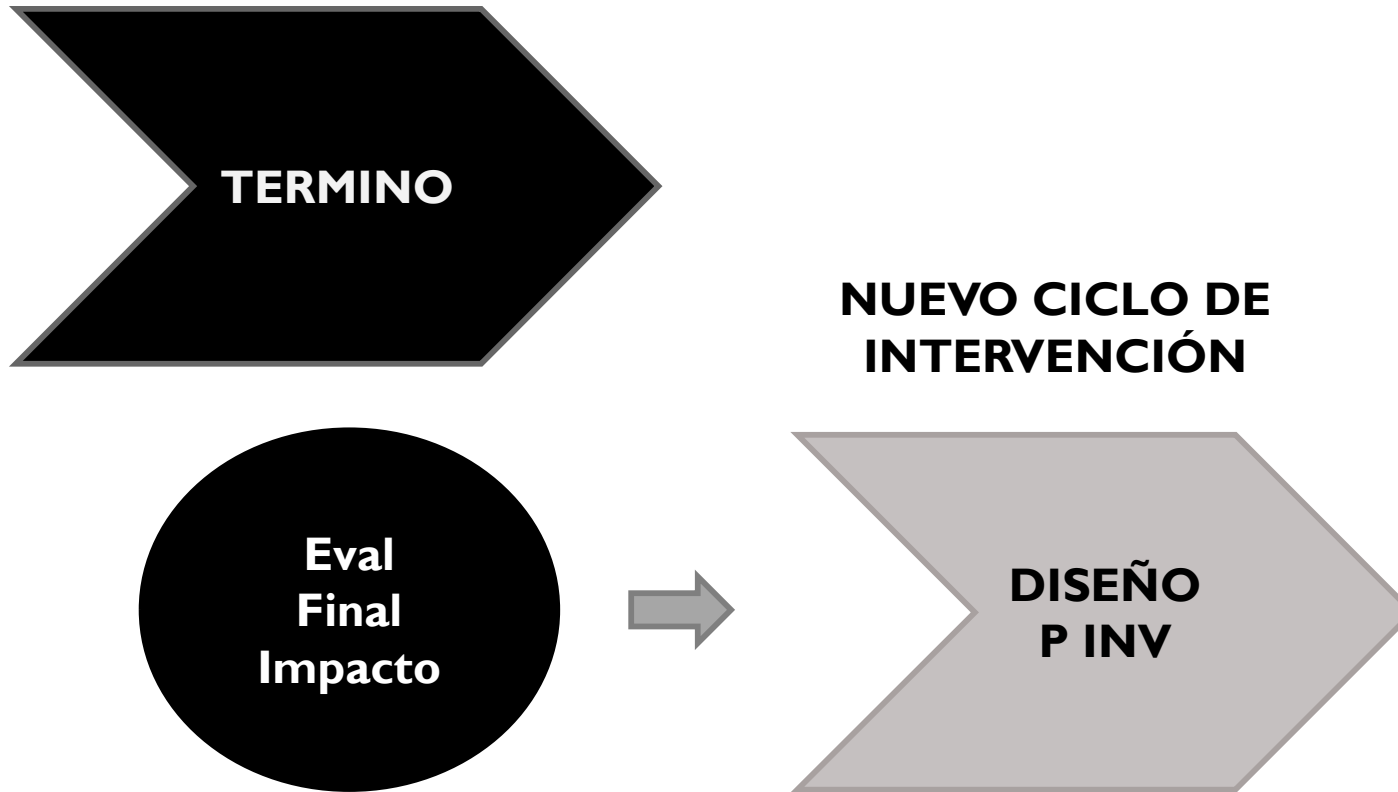 TERMINO
NUEVO CICLO DE
INTERVENCIÓN
Eval
Final
Impacto
DISEÑO
P INV